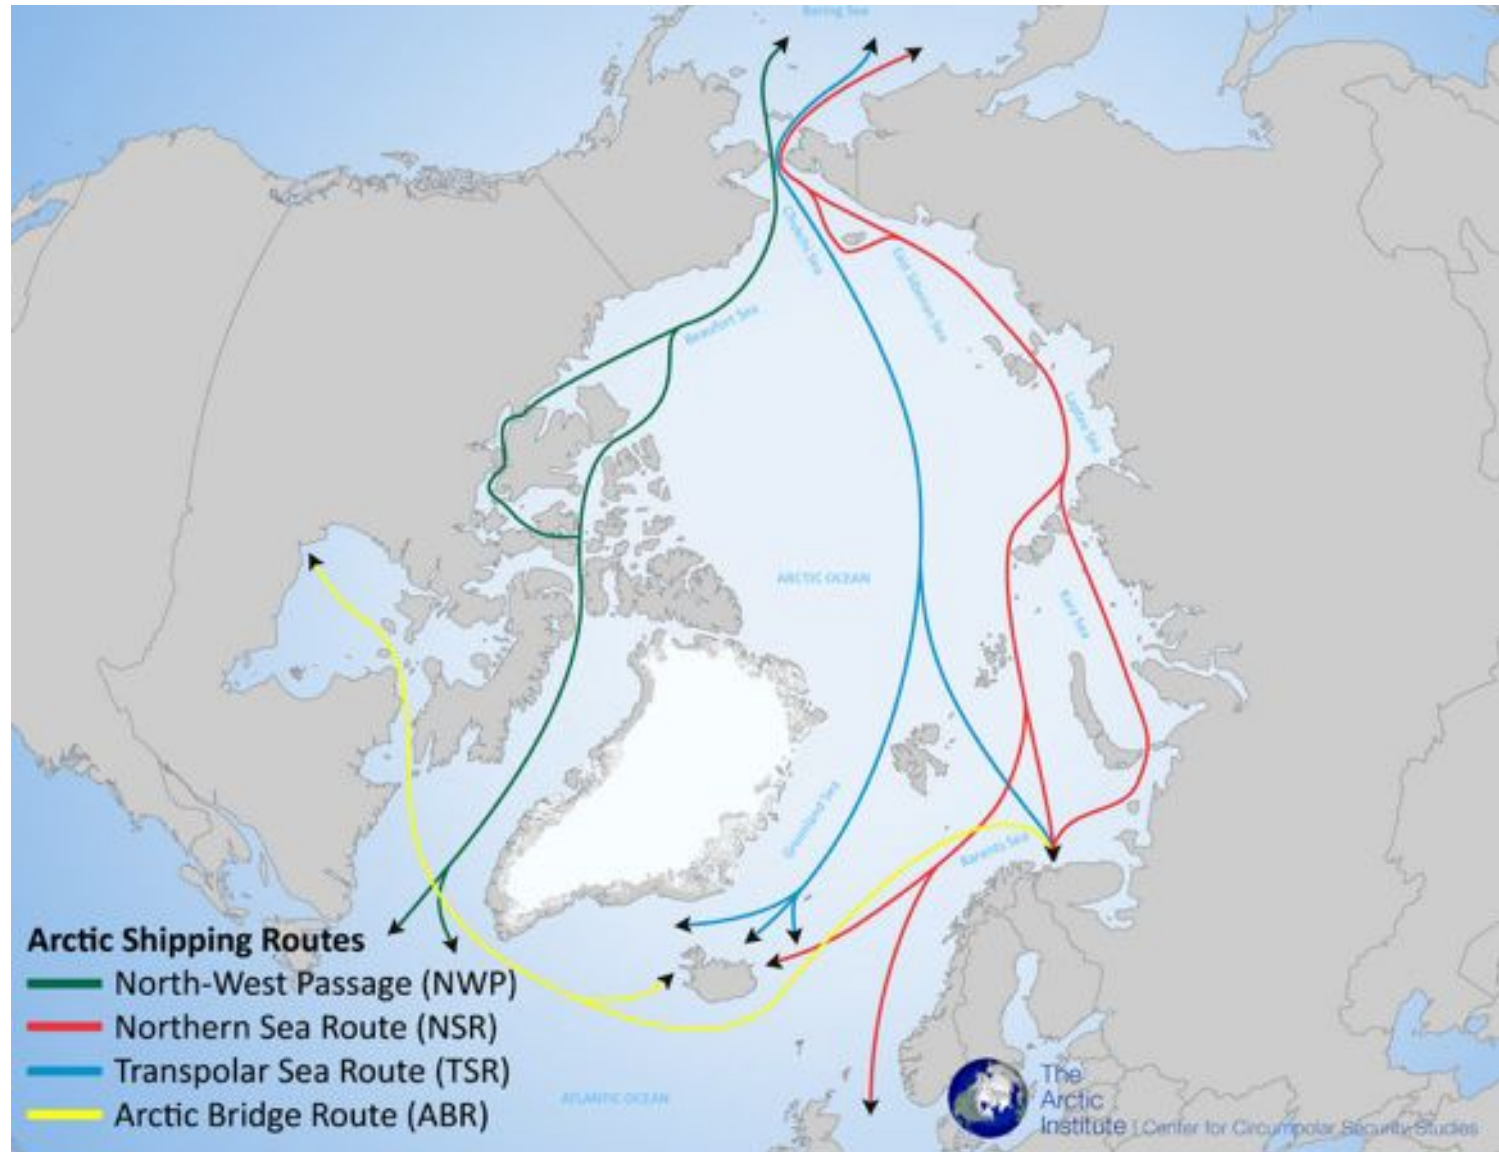 Bering Sea
Chukchi Sea
East Siberian Sea
Beaufort Sea
Laptev Sea
ARCTIC OCEAN
Kara Sea
Greenland Sea
Barents Sea
Arctic Shipping Routes
North-West Passage (NWP)
Northern Sea Route (NSR)
Transpolar Sea Route (TSR)
Arctic Bridge Route (ABR)
ATLANTIC OCEAN
The
Arctic
Institute | Center for Circumpolar Security Studies